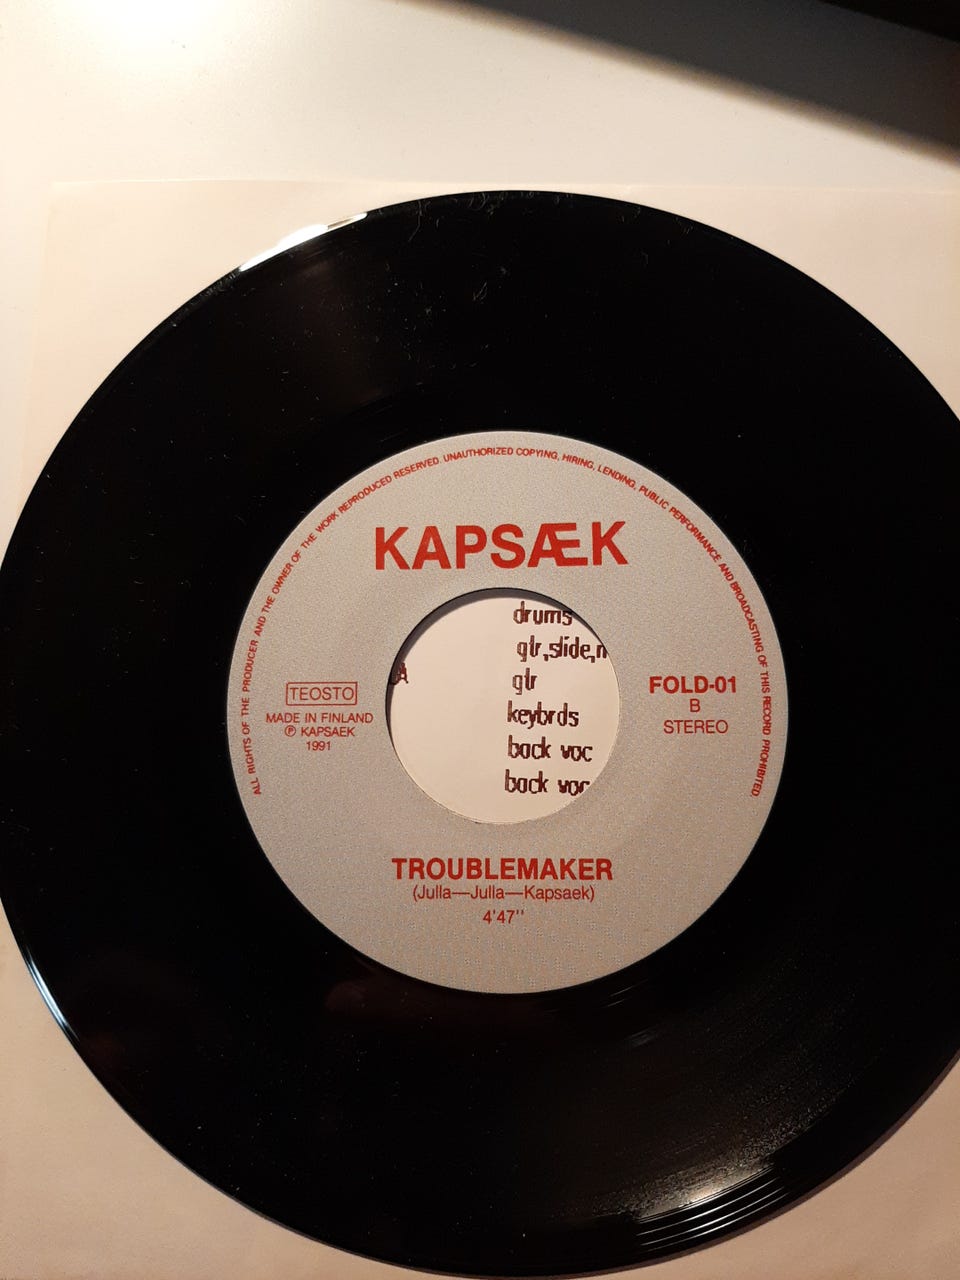 ALL RIGHTS OF THE PRODUCER AND THE OWNER OF THE WORK REPRODUCED RESERVED. UNAUTHORIZED COPYING, HIRING, LENDING, PUBLIC PERFORMANCE AND BROADCASTING OF THIS RECORD PROHIBITED.
KAPSÆK
drums
gtr,slide,
gtr
keybrds
back voc
back voc
TEOSTO
MADE IN FINLAND
℗ KAPSAEK
1991
FOLD-01
B
STEREO
TROUBLEMAKER
(Julla—Julla—Kapsaek)
4'47''